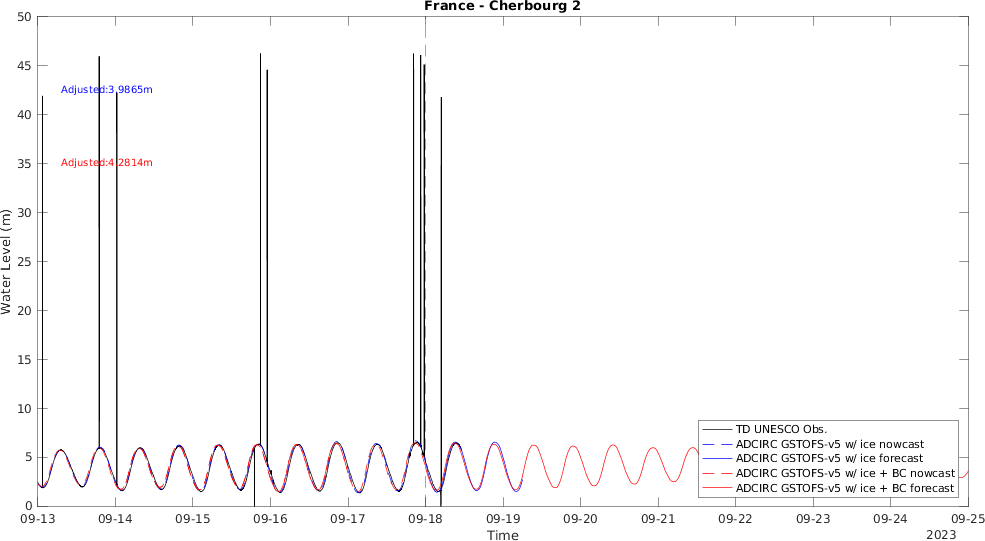 France - Cherbourg 2
50
45
40
35
30
25
20
15
10
5
0
Water Level (m)
Adjusted:3.9865m
Adjusted:4.2814m
TD UNESCO Obs.
ADCIRC GSTOFS-v5 w/ ice nowcast
ADCIRC GSTOFS-v5 w/ ice forecast
ADCIRC GSTOFS-v5 w/ ice + BC nowcast
ADCIRC GSTOFS-v5 w/ ice + BC forecast
09-13 09-14 09-15 09-16 09-17 09-18 09-19 09-20 09-21 09-22 09-23 09-24 09-25
Time
2023